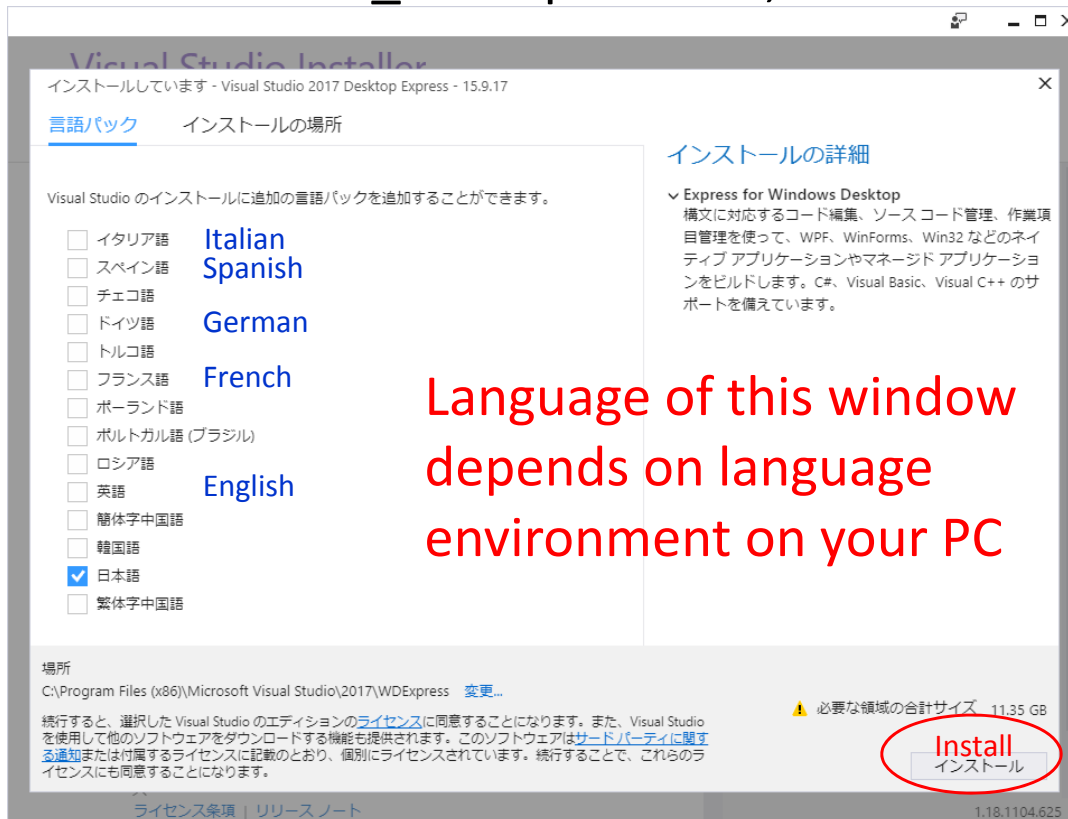 Visual Studio Installer
インストールしています - Visual Studio 2017 Desktop Express - 15.9.17
言語パック インストールの場所
Visual Studio のインストールに追加の言語パックを追加することができます。
イタリア語 Italian
スペイン語 Spanish
チェコ語
ドイツ語 German
トルコ語
フランス語 French
ポーランド語
ポルトガル語 (ブラジル)
ロシア語
英語 English
簡体字中国語
韓国語
日本語
繁体字中国語
インストールの詳細
Express for Windows Desktop
構文に対応するコード編集、ソース コード管理、作業項
目管理を使って、WPF、WinForms、Win32 などのネイ
ティブ アプリケーションやマネージド アプリケーショ
ンをビルドします。C#、Visual Basic、Visual C++ のサ
ポートを備えています。
Language of this window
depends on language
environment on your PC
場所
C:\Program Files (x86)\Microsoft Visual Studio\2017\WDExpress 変更...
続行すると、選択した Visual Studio のエディションのライセンスに同意することになります。また、Visual Studio
を使用して他のソフトウェアをダウンロードする機能も提供されます。このソフトウェアはサード パーティに関す
る通知または付属するライセンスに記載のとおり、個別にライセンスされています。続行することで、これらのラ
イセンスにも同意することになります。
必要な領域の合計サイズ 11.35 GB
Install
インストール
ライセンス条項 | リリース ノート
1.18.1104.625